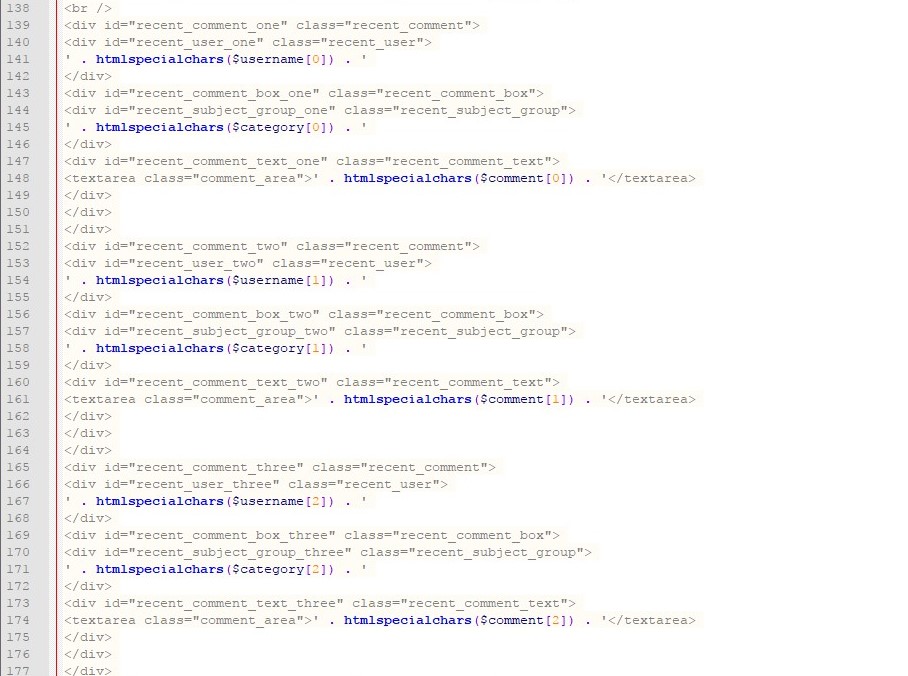 138 <br />
139 <div id="recent_comment_one" class="recent_comment">
140 <div id="recent_user_one" class="recent_user">
141 ' . htmlspecialchars($username[0]) . '
142 </div>
143 <div id="recent_comment_box_one" class="recent_comment_box">
144 <div id="recent_subject_group_one" class="recent_subject_group">
145 ' . htmlspecialchars($category[0]) . '
146 </div>
147 <div id="recent_comment_text_one" class="recent_comment_text">
148 <textarea class="comment_area">' . htmlspecialchars($comment[0]) . '</textarea>
149 </div>
150 </div>
151 </div>
152 <div id="recent_comment_two" class="recent_comment">
153 <div id="recent_user_two" class="recent_user">
154 ' . htmlspecialchars($username[1]) . '
155 </div>
156 <div id="recent_comment_box_two" class="recent_comment_box">
157 <div id="recent_subject_group_two" class="recent_subject_group">
158 ' . htmlspecialchars($category[1]) . '
159 </div>
160 <div id="recent_comment_text_two" class="recent_comment_text">
161 <textarea class="comment_area">' . htmlspecialchars($comment[1]) . '</textarea>
162 </div>
163 </div>
164 </div>
165 <div id="recent_comment_three" class="recent_comment">
166 <div id="recent_user_three" class="recent_user">
167 ' . htmlspecialchars($username[2]) . '
168 </div>
169 <div id="recent_comment_box_three" class="recent_comment_box">
170 <div id="recent_subject_group_three" class="recent_subject_group">
171 ' . htmlspecialchars($category[2]) . '
172 </div>
173 <div id="recent_comment_text_three" class="recent_comment_text">
174 <textarea class="comment_area">' . htmlspecialchars($comment[2]) . '</textarea>
175 </div>
176 </div>
177 </div>